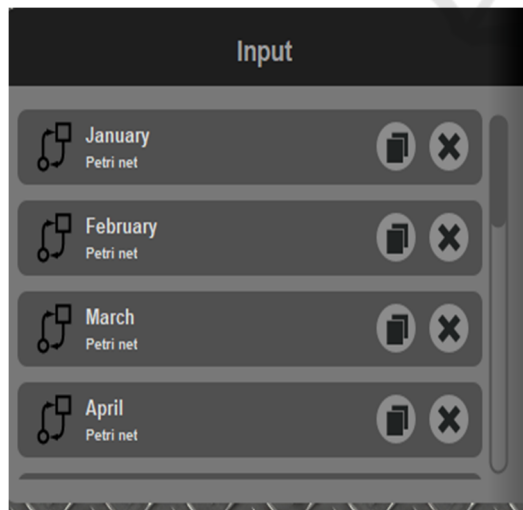 Input
January
Petri net
February
Petri net
March
Petri net
April
Petri net